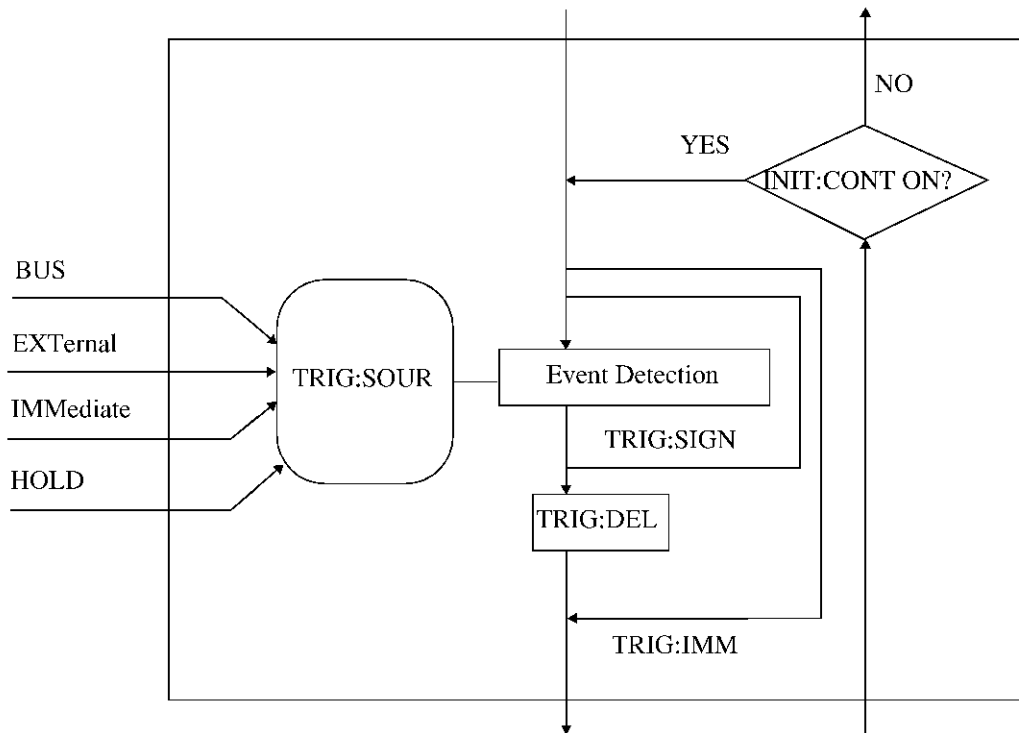 NO
YES
INIT:CONT ON?
BUS
EXTernal
TRIG:SOUR
Event Detection
IMMediate
TRIG:SIGN
HOLD
TRIG:DEL
TRIG:IMM